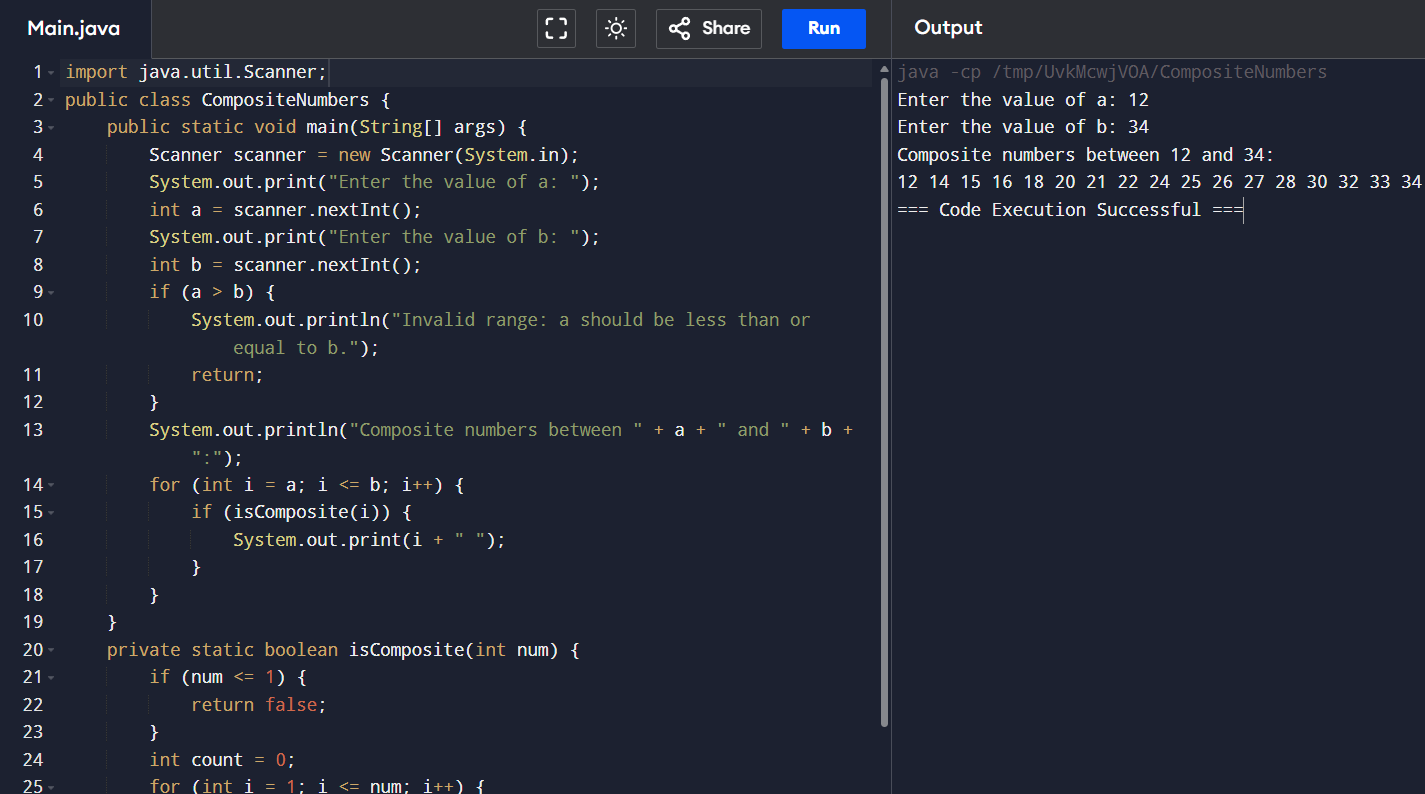 Main.java
Share
Run
Output
1 import java.util.Scanner;
2 public class CompositeNumbers {
3     public static void main(String[] args) {
4         Scanner scanner = new Scanner(System.in);
5         System.out.print("Enter the value of a: ");
6         int a = scanner.nextInt();
7         System.out.print("Enter the value of b: ");
8         int b = scanner.nextInt();
9         if (a > b) {
10             System.out.println("Invalid range: a should be less than or
equal to b.");
11             return;
12         }
13         System.out.println("Composite numbers between " + a + " and " + b +
":");
14         for (int i = a; i <= b; i++) {
15             if (isComposite(i)) {
16                 System.out.print(i + " ");
17             }
18         }
19     }
20     private static boolean isComposite(int num) {
21         if (num <= 1) {
22             return false;
23         }
24         int count = 0;
25         for (int i = 1; i <= num; i++) {
java -cp /tmp/UvkMcwjVOA/CompositeNumbers
Enter the value of a: 12
Enter the value of b: 34
Composite numbers between 12 and 34:
12 14 15 16 18 20 21 22 24 25 26 27 28 30 32 33 34
=== Code Execution Successful ===